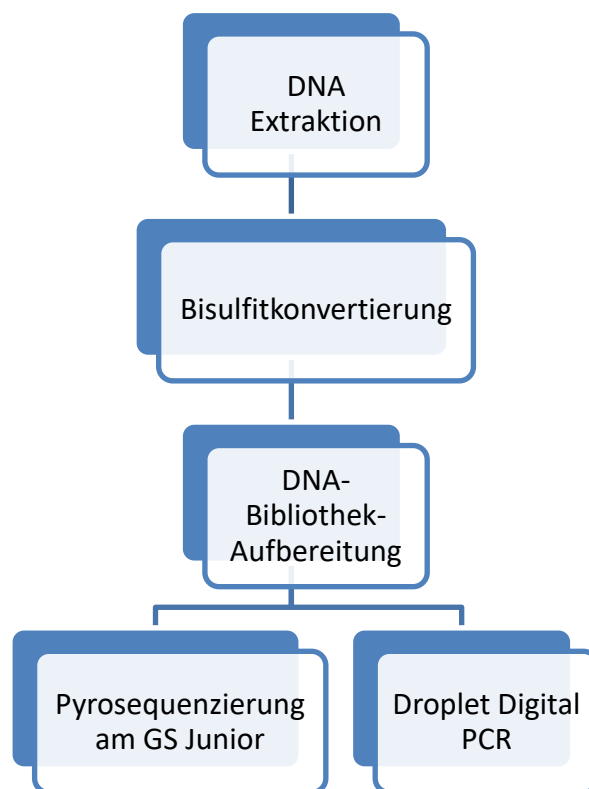 DNA
Extraktion
Bisulfitkonvertierung
DNA-
Bibliothek-
Aufbereitung
Pyrosequenzierung
am GS Junior
Droplet Digital
PCR